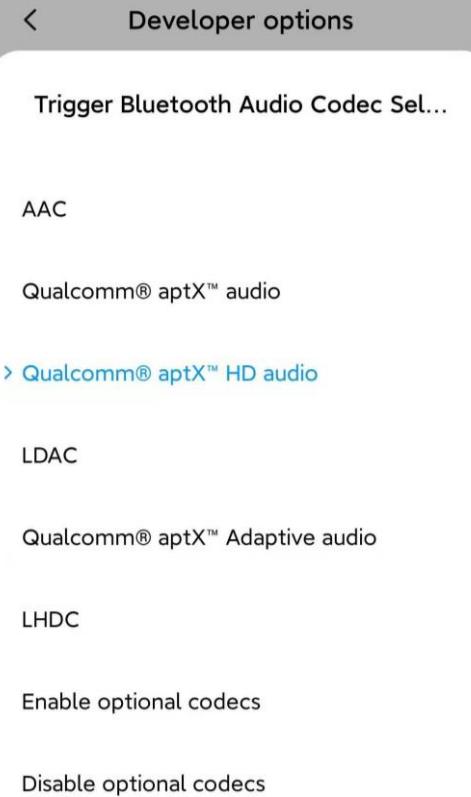 Developer options
Trigger Bluetooth Audio Codec Sel...
AAC
Qualcomm® aptX™ audio
Qualcomm® aptX™ HD audio
LDAC
Qualcomm® aptX™ Adaptive audio
LHDC
Enable optional codecs
Disable optional codecs